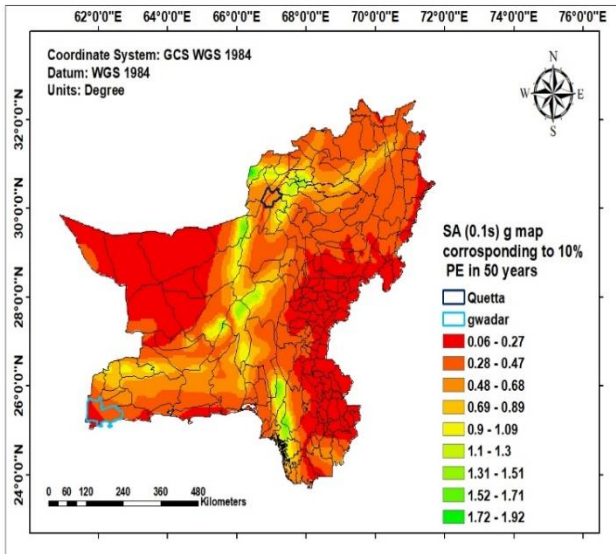 62°0'0"E 64°0'0"E 66°0'0"E 68°0'0"E 70°0'0"E 72°0'0"E 74°0'0"E 76°0'0"E
Coordinate System: GCS WGS 1984
Datum: WGS 1984
Units: Degree
N
W E
S
32°0'0"N
30°0'0"N
28°0'0"N
26°0'0"N
24°0'0"N
SA (0.1s) g map
corrosponding to 10%
PE in 50 years
Quetta
gwadar
0.06 - 0.27
0.28 - 0.47
0.48 - 0.68
0.69 - 0.89
0.9 - 1.09
1.1 - 1.3
1.31 - 1.51
1.52 - 1.71
1.72 - 1.92
0 60 120 240 360 480
Kilometers